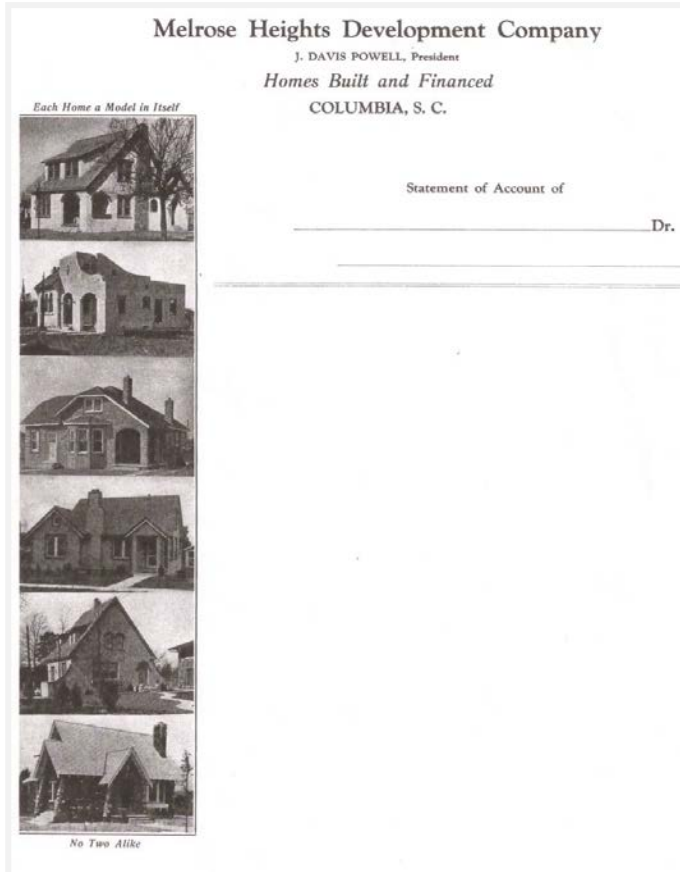 Melrose Heights Development Company
J. DAVIS POWELL, President
Homes Built and Financed
COLUMBIA, S. C.
Each Home a Model in Itself
Statement of Account of
Dr.
No Two Alike